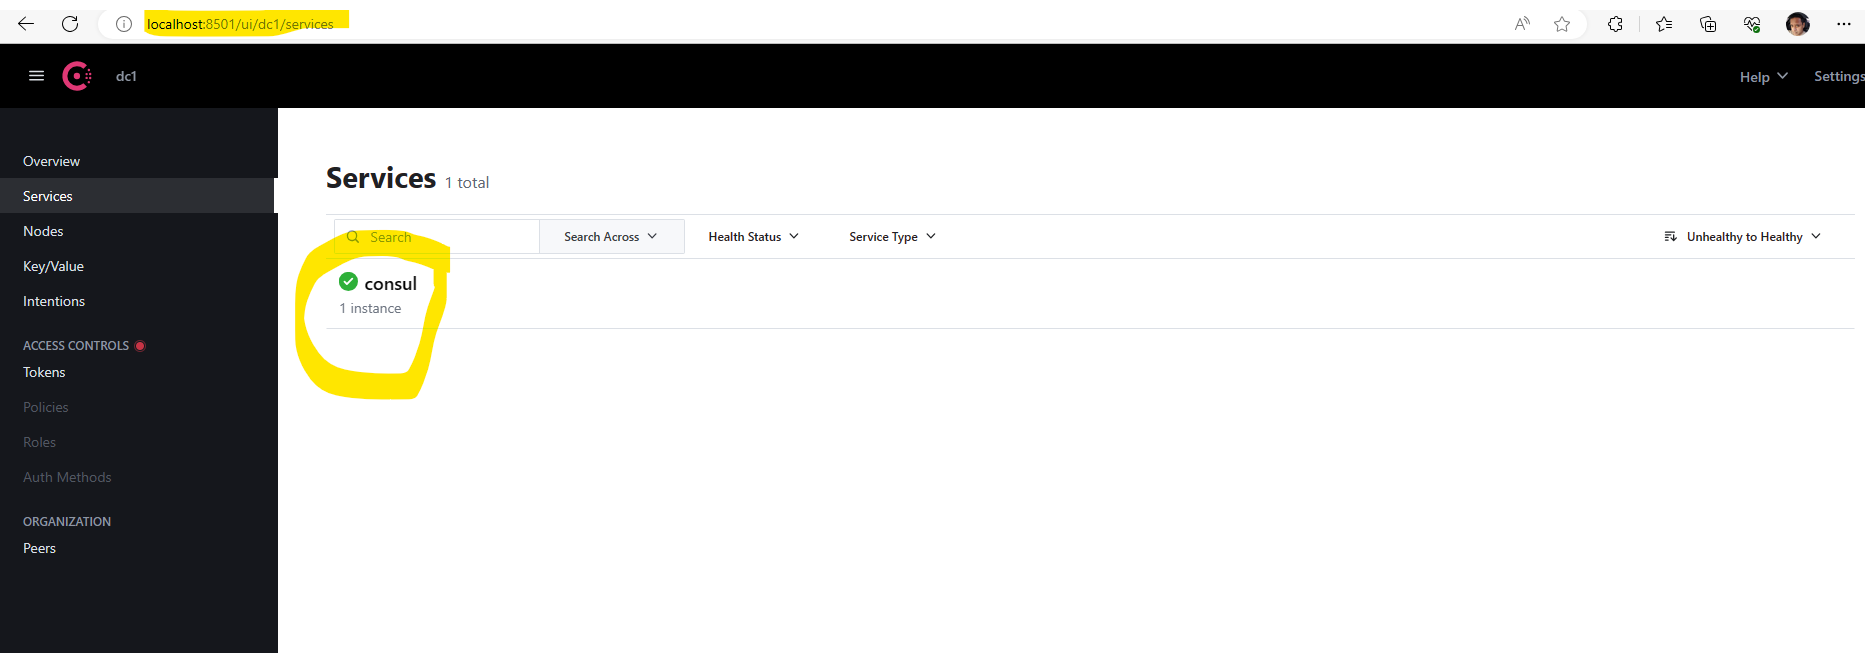 localhost:8501/ui/dc1/services
dc1
Help
Settings
Overview
Services
Nodes
Key/Value
Intentions
ACCESS CONTROLS
Tokens
Policies
Roles
Auth Methods
ORGANIZATION
Peers
Services 1 total
Search Search Across Health Status Service Type Unhealthy to Healthy
consul
1 instance